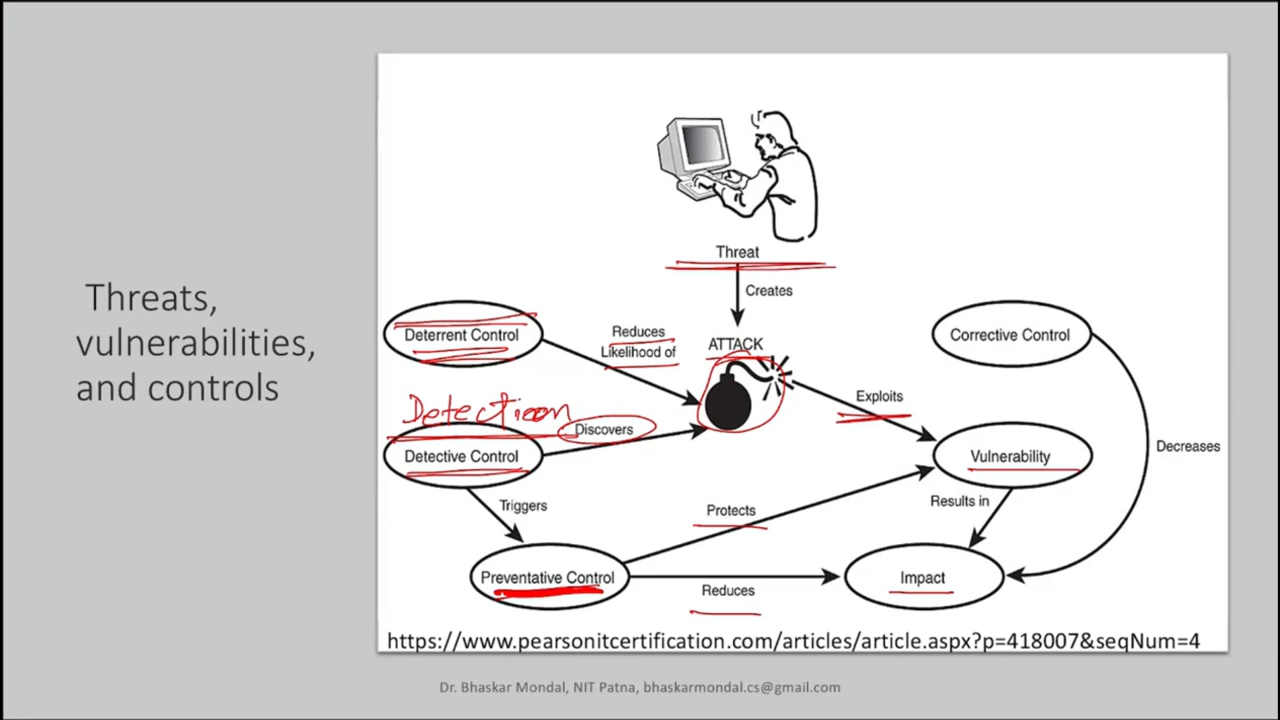 Threats,
vulnerabilities,
and controls
Threat
Creates
Deterrent Control
Reduces
Likelihood of
ATTACK
Corrective Control
Exploits
Detection
Discovers
Detective Control
Vulnerability
Decreases
Triggers
Protects
Results in
Preventative Control
Reduces
Impact
https://www.pearsonitcertification.com/articles/article.aspx?p=418007&seqNum=4
Dr. Bhaskar Mondal, NIT Patna, bhaskarmondal.cs@gmail.com